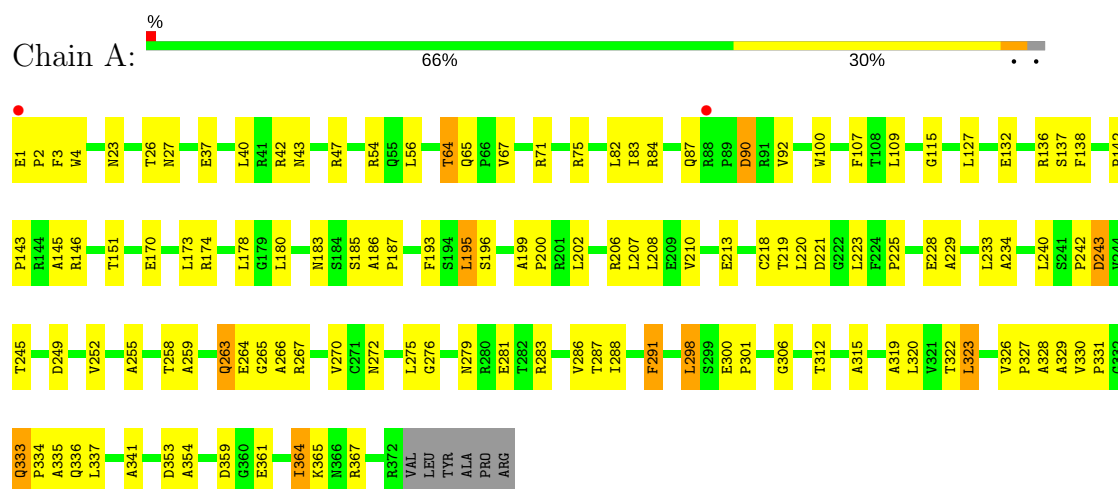 %
Chain A:
66% 30% • •
E1 P2 F3 W4 N23 T26 N27 E37 L40 R41 R42 N43 R47 R54 Q55 L56 T64 Q65 P66 V67 R71 R75 L82 I83 R84 Q87 R88 P89 D90 R91 V92 W100 F107 T108 L109 G115 L127 E132 R136 S137 F138
P143 R144 A145 R146 T151 E170 L173 R174 L178 G179 L180 N183 S184 S185 A186 P187 F193 S194 L195 S196 A199 P200 R201 L202 R206 L207 L208 E209 V210 E213 C218 T219 L220 D221 G222 L223 F224 P225 E228 A229 L233 A234 L240 S241 P242 D243
T245 D249 V252 A255 T258 A259 Q263 E264 G265 A266 R267 V270 C271 N272 L275 G276 N279 R280 E281 T282 R283 V286 T287 I288 F291 L298 S299 E300 P301 G306 T312 A315 A319 L320 V321 T322 L323 V326 P327 A328 A329 V330 P331
Q333 P334 A335 Q336 L337 A341 D353 A354 D359 G360 E361 I364 K365 N366 R367 R372 VAL LEU TYR ALA PRO ARG